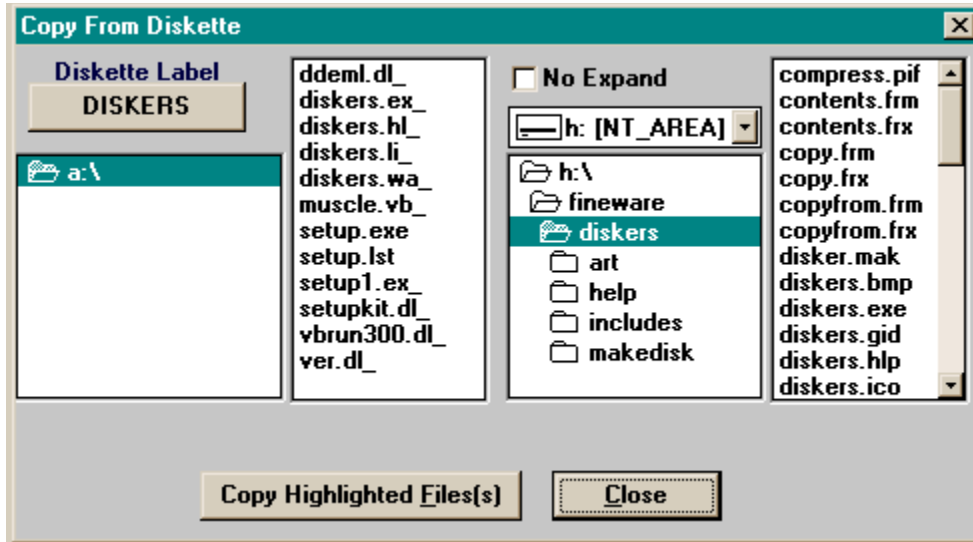 Copy From Diskette
Diskette Label
DISKERS
a:\
ddeml.dl_
diskers.ex_
diskers.hl_
diskers.li_
diskers.wa_
muscle.vb_
setup.exe
setup.lst
setup1.ex_
setupkit.dl_
vbrun300.dl_
ver.dl_
No Expand
h: [NT_AREA]
h:\
fineware
diskers
art
help
includes
makedisk
compress.pif
contents.frm
contents.frx
copy.frm
copy.frx
copyfrom.frm
copyfrom.frx
disker.mak
diskers.bmp
diskers.exe
diskers.gid
diskers.hlp
diskers.ico
Copy Highlighted Files(s)
Close